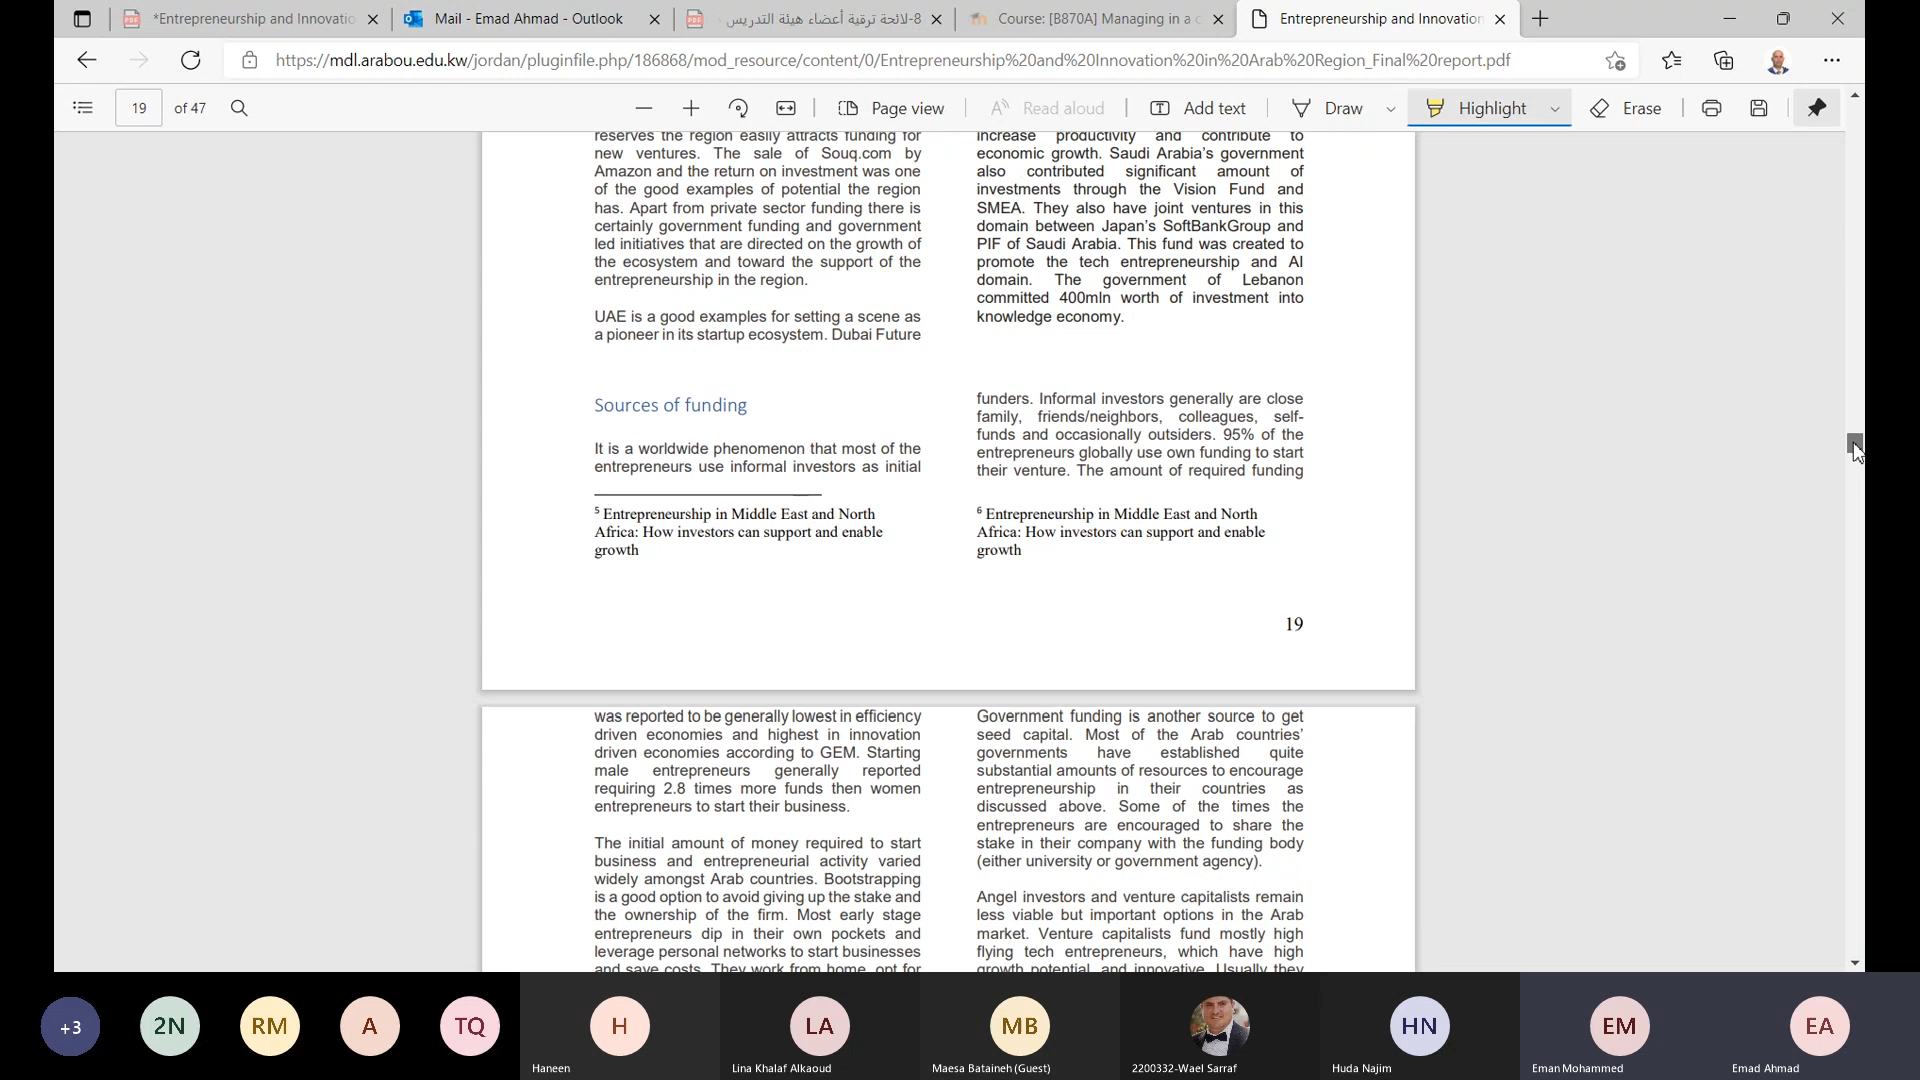 *Entrepreneurship and Innovatio
Mail - Emad Ahmad - Outlook
8-لائحة ترقية أعضاء هيئة التدريس
Course: [B870A] Managing in a c
Entrepreneurship and Innovation
https://mdl.arabou.edu.kw/jordan/pluginfile.php/186868/mod_resource/content/0/Entrepreneurship%20and%20Innovation%20in%20Arab%20Region_Final%20report.pdf
19 of 47
Page view
Read aloud
Add text
Draw
Highlight
Erase
reserves the region easily attracts funding for
new ventures. The sale of Souq.com by
Amazon and the return on investment was one
of the good examples of potential the region
has. Apart from private sector funding there is
certainly government funding and government
led initiatives that are directed on the growth of
the ecosystem and toward the support of the
entrepreneurship in the region.
UAE is a good examples for setting a scene as
a pioneer in its startup ecosystem. Dubai Future
increase productivity and contribute to
economic growth. Saudi Arabia's government
also contributed significant amount of
investments through the Vision Fund and
SMEA. They also have joint ventures in this
domain between Japan's SoftBankGroup and
PIF of Saudi Arabia. This fund was created to
promote the tech entrepreneurship and AI
domain. The government of Lebanon
committed 400mln worth of investment into
knowledge economy.
Sources of funding
It is a worldwide phenomenon that most of the
entrepreneurs use informal investors as initial
funders. Informal investors generally are close
family, friends/neighbors, colleagues, self-
funds and occasionally outsiders. 95% of the
entrepreneurs globally use own funding to start
their venture. The amount of required funding
5 Entrepreneurship in Middle East and North
Africa: How investors can support and enable
growth
6 Entrepreneurship in Middle East and North
Africa: How investors can support and enable
growth
19
was reported to be generally lowest in efficiency
driven economies and highest in innovation
driven economies according to GEM. Starting
male entrepreneurs generally reported
requiring 2.8 times more funds then women
entrepreneurs to start their business.
The initial amount of money required to start
business and entrepreneurial activity varied
widely amongst Arab countries. Bootstrapping
is a good option to avoid giving up the stake and
the ownership of the firm. Most early stage
entrepreneurs dip in their own pockets and
leverage personal networks to start businesses
and save costs. They work from home, opt for
Government funding is another source to get
seed capital. Most of the Arab countries'
governments have established quite
substantial amounts of resources to encourage
entrepreneurship in their countries as
discussed above. Some of the times the
entrepreneurs are encouraged to share the
stake in their company with the funding body
(either university or government agency).
Angel investors and venture capitalists remain
less viable but important options in the Arab
market. Venture capitalists fund mostly high
flying tech entrepreneurs, which have high
growth potential, and innovative. Usually they
+3
2N
RM
A
TQ
H
LA
MB
HN
EM
EA
Haneen
Lina Khalaf Alkaoud
Maesa Bataineh (Guest)
2200332-Wael Sarraf
Huda Najim
Eman Mohammed
Emad Ahmad